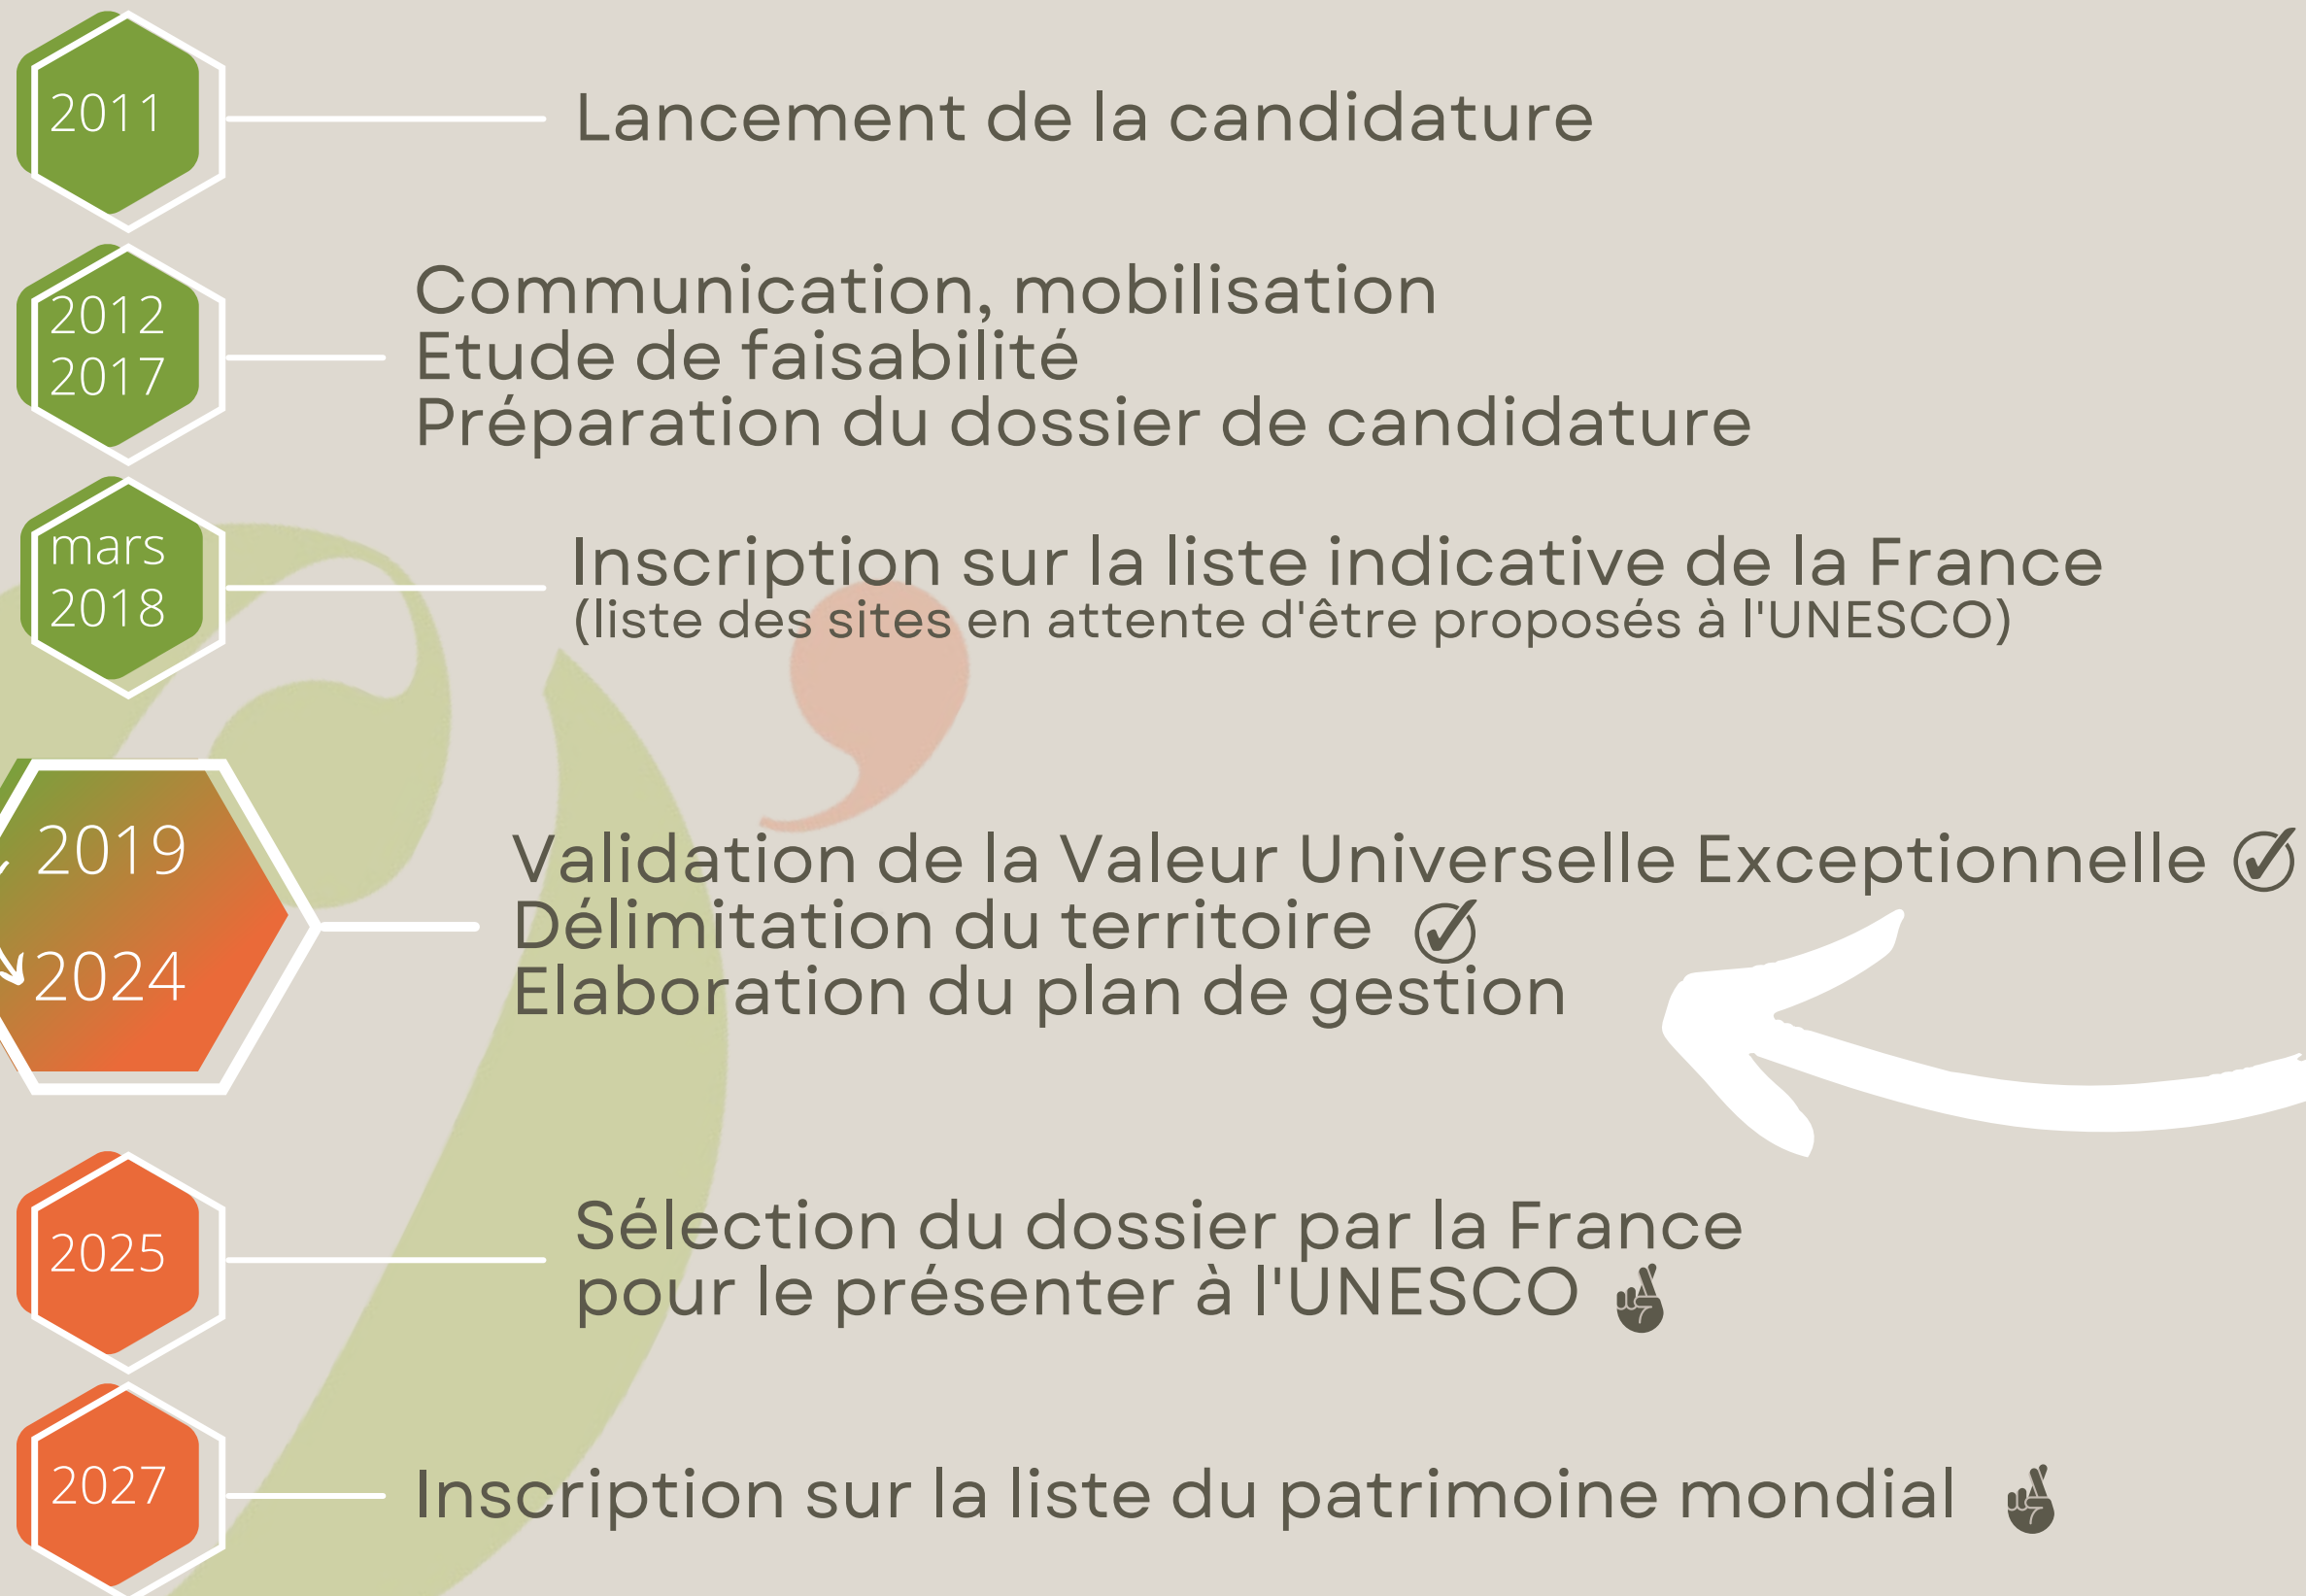 2011
Lancement de la candidature
2012
2017
Communication, mobilisation
Etude de faisabilité
Préparation du dossier de candidature
mars
2018
Inscription sur la liste indicative de la France
(liste des sites en attente d'être proposés à l'UNESCO)
2019
2024
Validation de la Valeur Universelle Exceptionnelle
Délimitation du territoire
Elaboration du plan de gestion
2025
Sélection du dossier par la France
pour le présenter à l'UNESCO
2027
Inscription sur la liste du patrimoine mondial